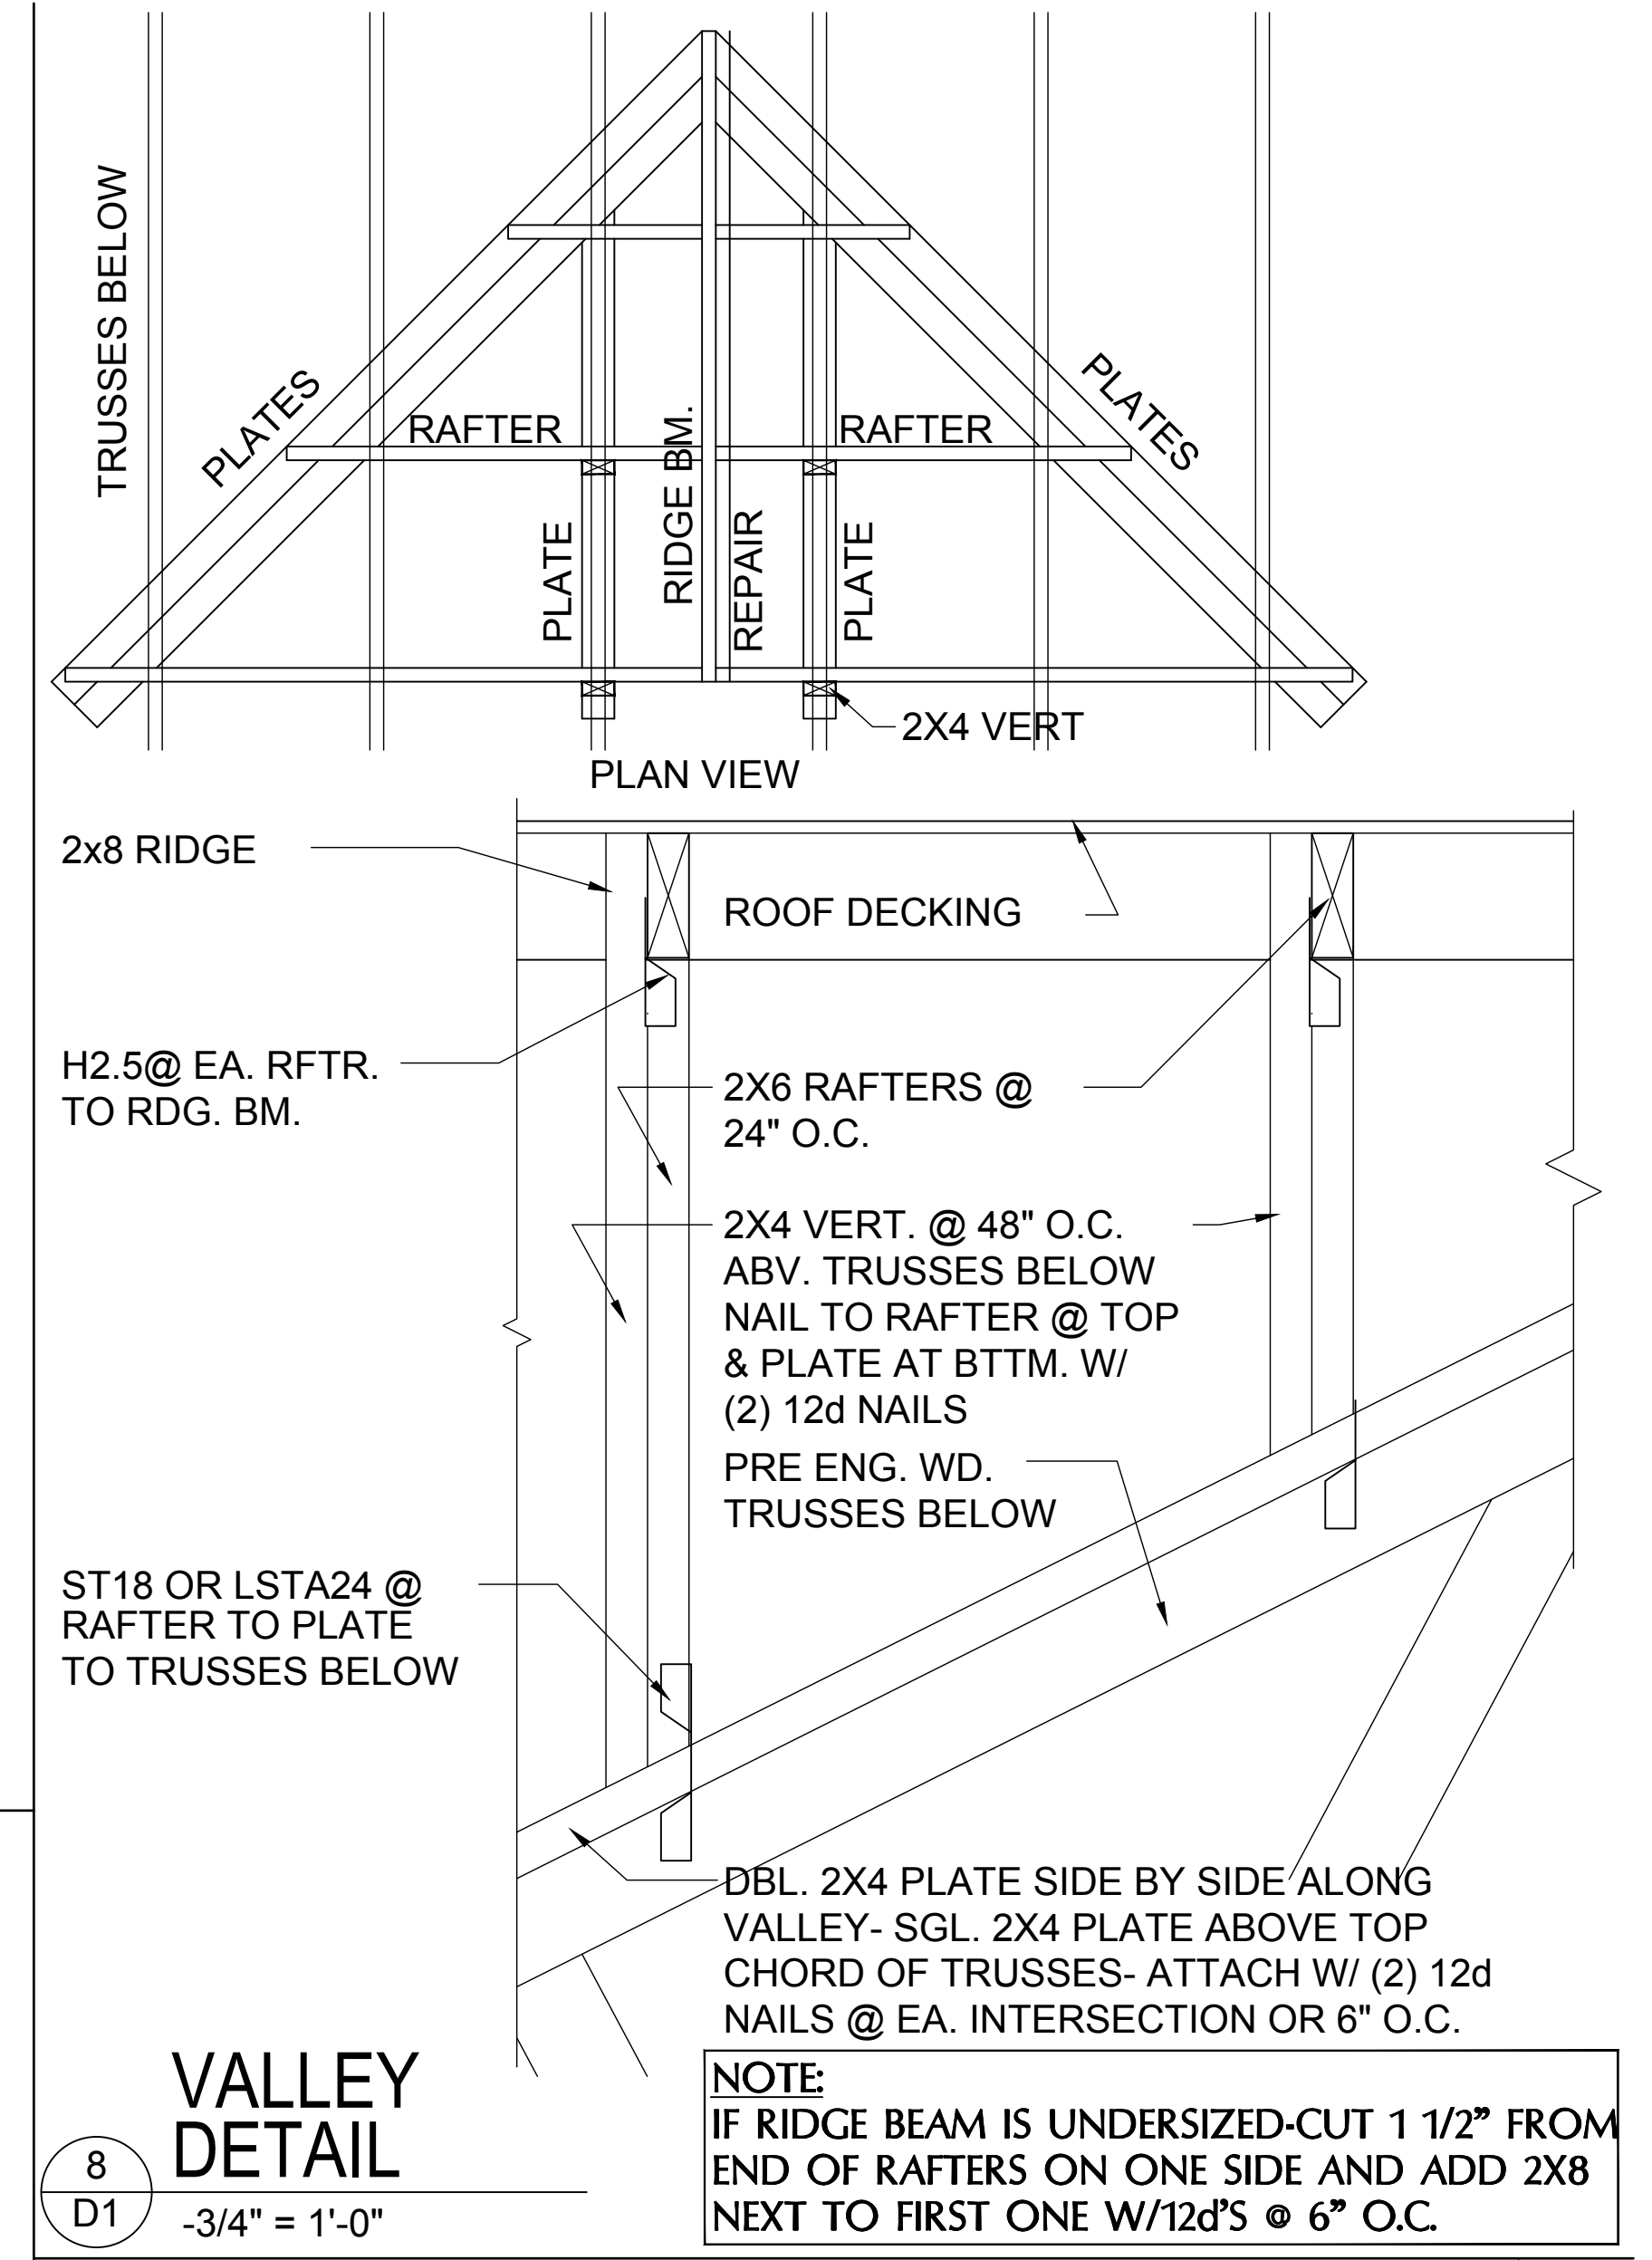 TRUSSES BELOW
PLATES
PLATES
RAFTER
RIDGE BM.
RAFTER
PLATE
REPAIR
PLATE
2X4 VERT
PLAN VIEW
2x8 RIDGE
ROOF DECKING
H2.5@ EA. RFTR.
TO RDG. BM.
2X6 RAFTERS @
24" O.C.
2X4 VERT. @ 48" O.C.
ABV. TRUSSES BELOW
NAIL TO RAFTER @ TOP
& PLATE AT BTTM. W/
(2) 12d NAILS
PRE ENG. WD.
TRUSSES BELOW
ST18 OR LSTA24 @
RAFTER TO PLATE
TO TRUSSES BELOW
DBL. 2X4 PLATE SIDE BY SIDE ALONG
VALLEY- SGL. 2X4 PLATE ABOVE TOP
CHORD OF TRUSSES- ATTACH W/ (2) 12d
NAILS @ EA. INTERSECTION OR 6" O.C.
NOTE:
IF RIDGE BEAM IS UNDERSIZED-CUT 1 1/2” FROM
END OF RAFTERS ON ONE SIDE AND ADD 2X8
NEXT TO FIRST ONE W/12d'S @ 6” O.C.
VALLEY
DETAIL
8
D1
-3/4" = 1'-0"